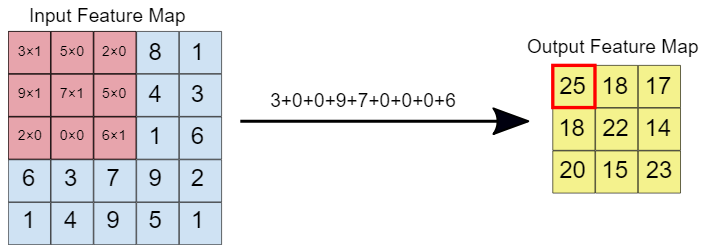 Input Feature Map
3×1 5×0 2×0 8 1
9×1 7×1 5×0 4 3
2×0 0×0 6×1 1 6
6 3 7 9 2
1 4 9 5 1
3+0+0+9+7+0+0+0+6
Output Feature Map
25 18 17
18 22 14
20 15 23